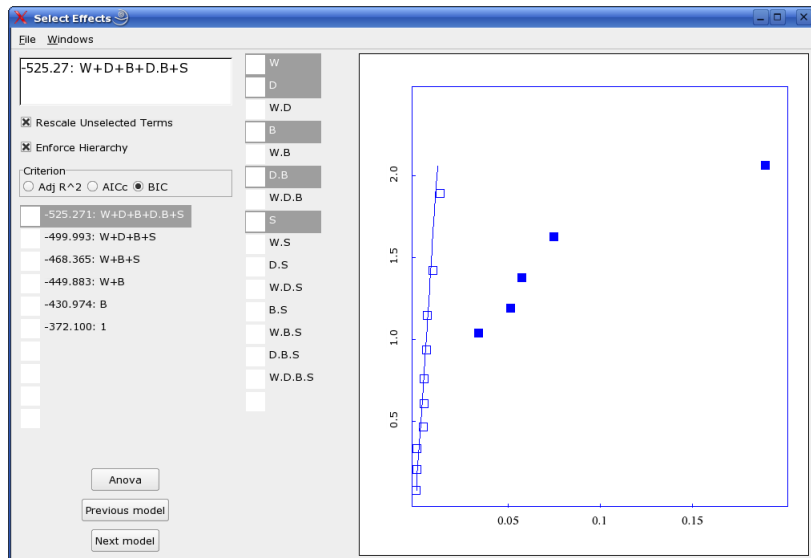 Select Effects
File Windows
-525.27: W+D+B+D.B+S
Rescale Unselected Terms
Enforce Hierarchy
Criterion
Adj R^2 AICc BIC
-525.271: W+D+B+D.B+S
-499.993: W+D+B+S
-468.365: W+B+S
-449.883: W+B
-430.974: B
-372.100: 1
Anova
Previous model
Next model
W
D
W.D
B
W.B
D.B
W.D.B
S
W.S
D.S
W.D.S
B.S
W.B.S
D.B.S
W.D.B.S
2.0
1.5
1.0
0.5
0.05 0.1 0.15